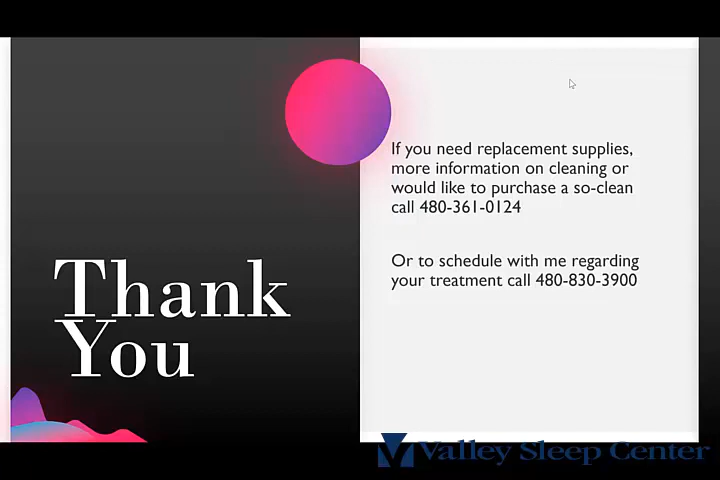 Thank
You
If you need replacement supplies,
more information on cleaning or
would like to purchase a so-clean
call 480-361-0124
Or to schedule with me regarding
your treatment call 480-830-3900
Valley Sleep Center